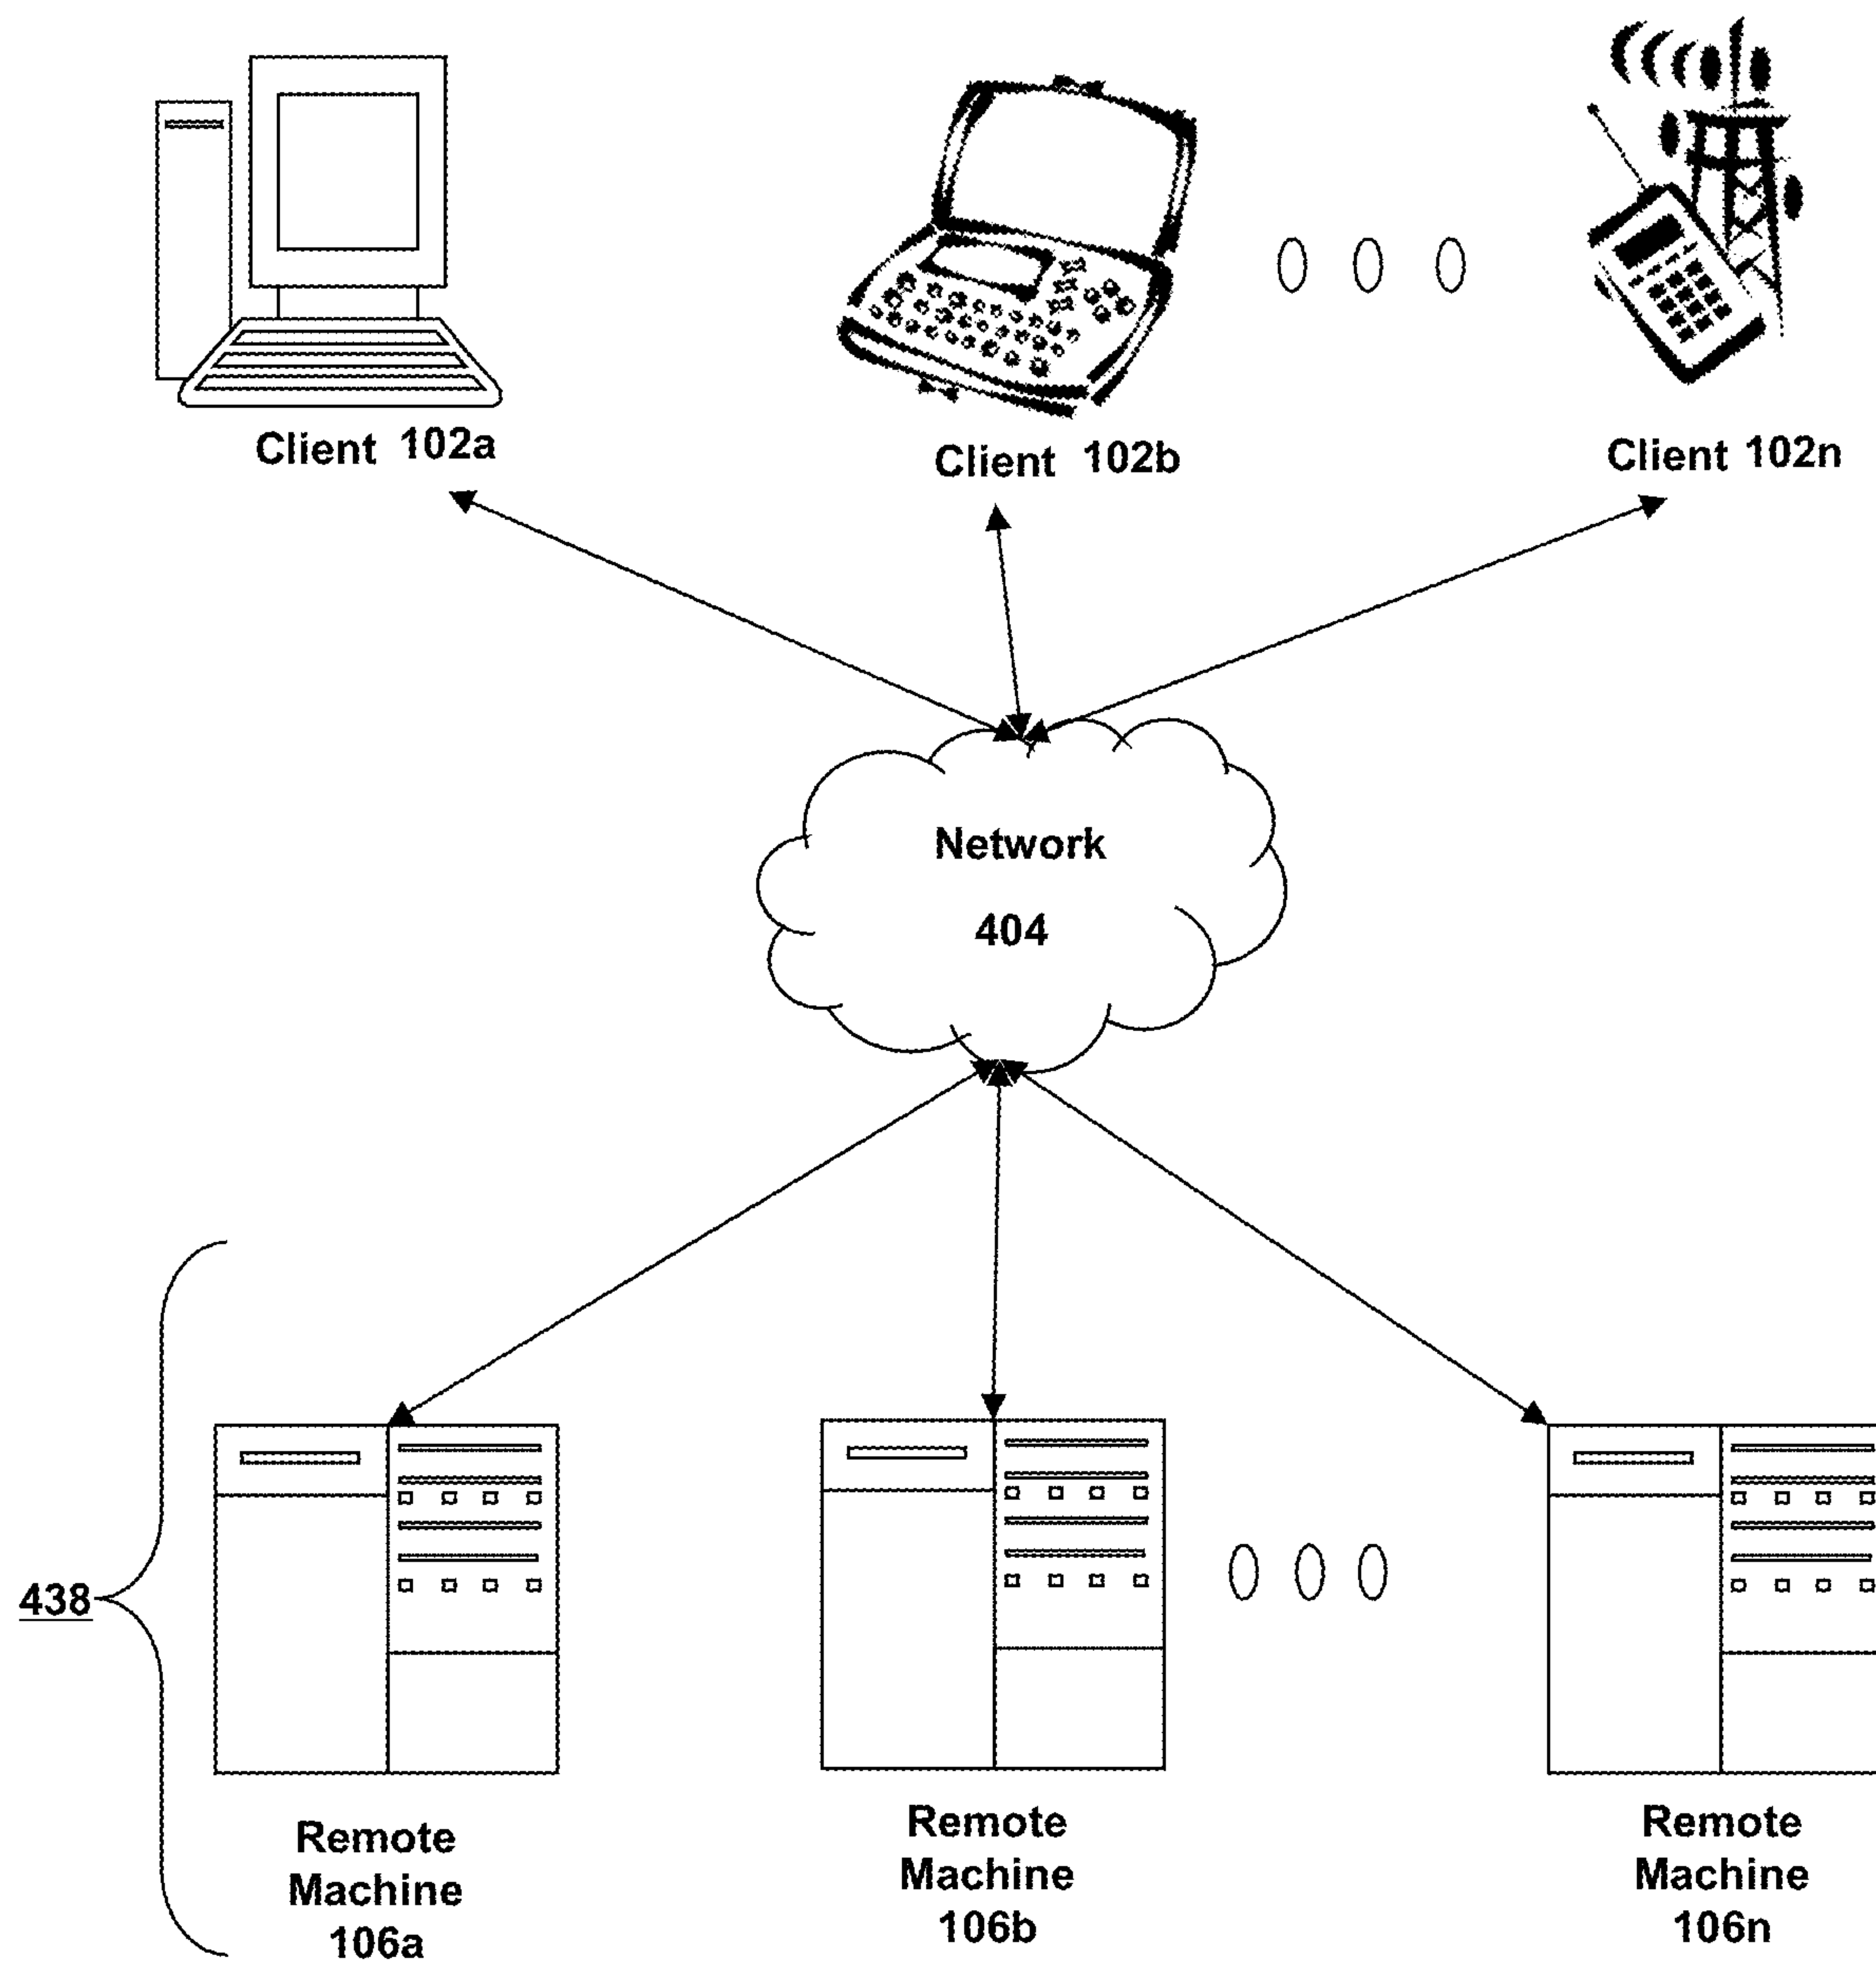 Client 102a
Client 102b
Client 102n
Network
404
438
Remote
Machine
106a
Remote
Machine
106b
Remote
Machine
106n